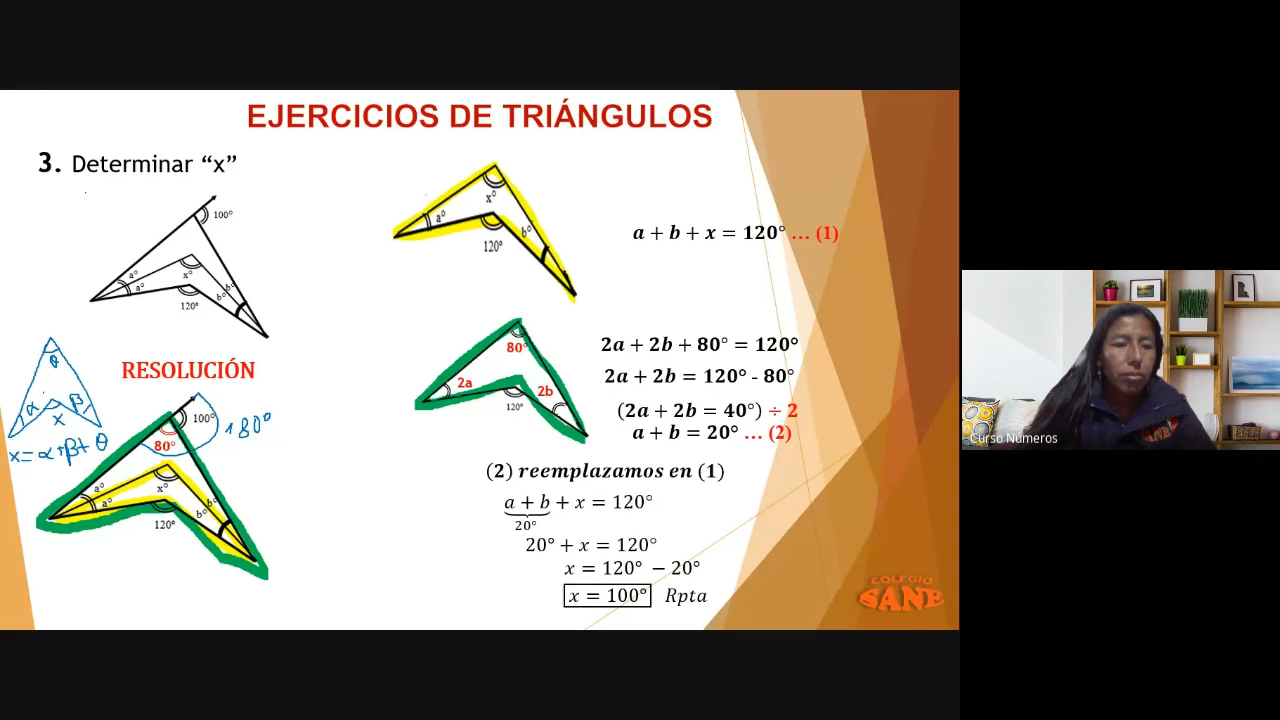 EJERCICIOS DE TRIÁNGULOS
3. Determinar “x”
100°
a°
a°
x°
b°
b°
120°
a°
x°
b°
120°
a + b + x = 120° … (1)
RESOLUCIÓN
θ
α
β
x
x = α + β + θ
100°
180°
80°
a°
a°
x°
b°
b°
120°
80°
2a
2b
120°
2a + 2b + 80° = 120°
2a + 2b = 120° - 80°
(2a + 2b = 40°) ÷ 2
a + b = 20° … (2)
(2) reemplazamos en (1)
a + b + x = 120°
20°
20° + x = 120°
x = 120° − 20°
x = 100° Rpta
COLEGIO
SANE
Curso Números